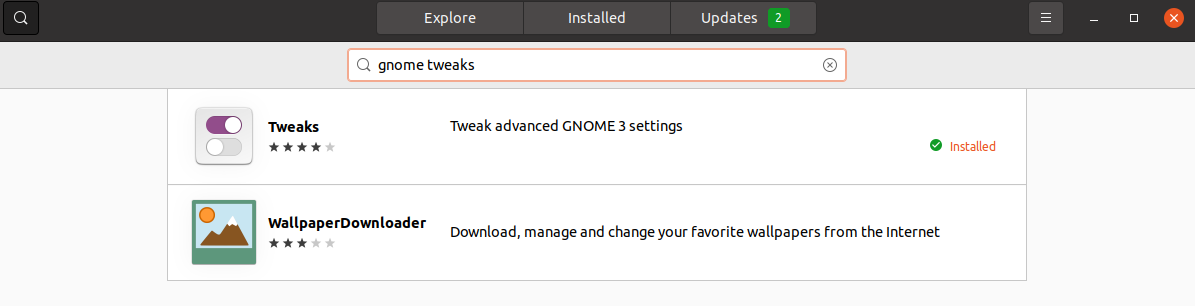 Explore Installed Updates 2
gnome tweaks
Tweaks
Tweak advanced GNOME 3 settings
Installed
WallpaperDownloader
Download, manage and change your favorite wallpapers from the Internet